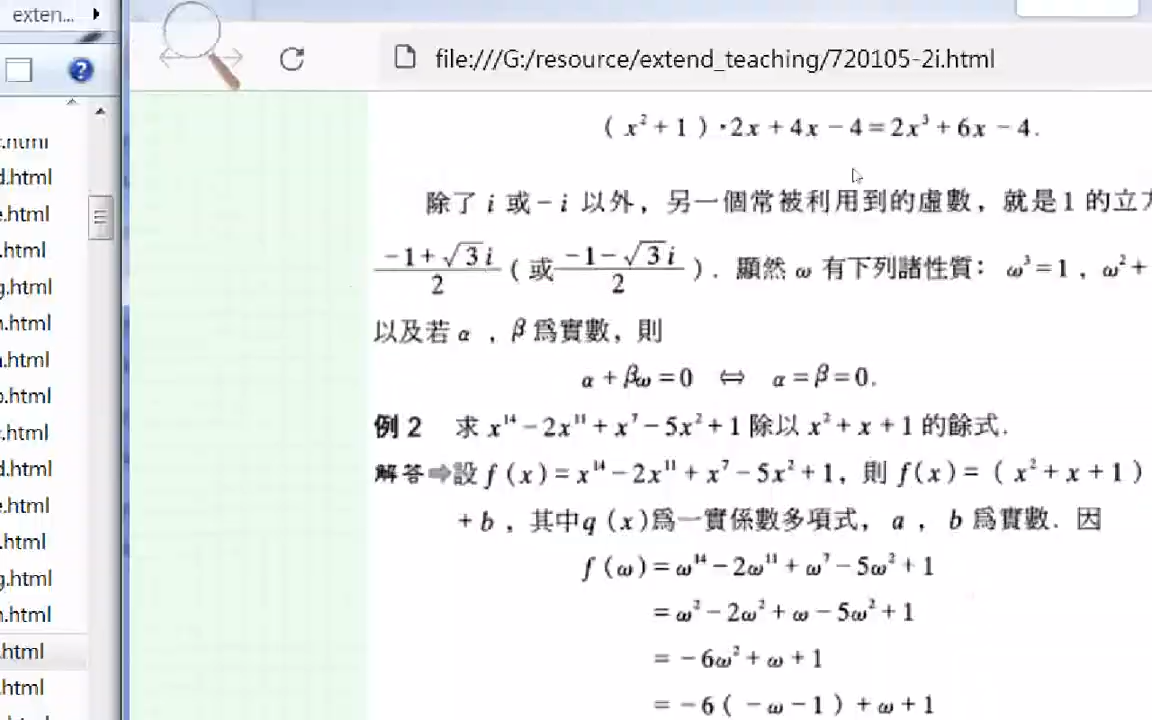 exten...
file:///G:/resource/extend_teaching/720105-2i.html
.html
d.html
e.html
.html
g.html
.html
.html
.html
.html
d.html
e.html
.html
g.html
.html
.html
.html
( x² + 1 ) · 2x + 4x − 4 = 2x³ + 6x − 4.
除了 i 或 − i 以外，另一個常被利用到的虛數，就是 1 的立方
(−1 + √3 i)/2 ( 或 (−1 − √3 i)/2 ) . 顯然 ω 有下列諸性質： ω³ = 1 , ω² +
以及若 α ， β 爲實數，則
α + βω = 0 ⇔ α = β = 0.
例 2 求 x¹⁴ − 2x¹¹ + x⁷ − 5x² + 1 除以 x² + x + 1 的餘式.
解答⇨設 f ( x ) = x¹⁴ − 2x¹¹ + x⁷ − 5x² + 1，則 f ( x ) = ( x² + x + 1 )
+ b ，其中 q ( x ) 爲一實係數多項式， a ， b 爲實數. 因
f ( ω ) = ω¹⁴ − 2ω¹¹ + ω⁷ − 5ω² + 1
= ω² − 2ω² + ω − 5ω² + 1
= − 6ω² + ω + 1
= − 6 ( − ω − 1 ) + ω + 1